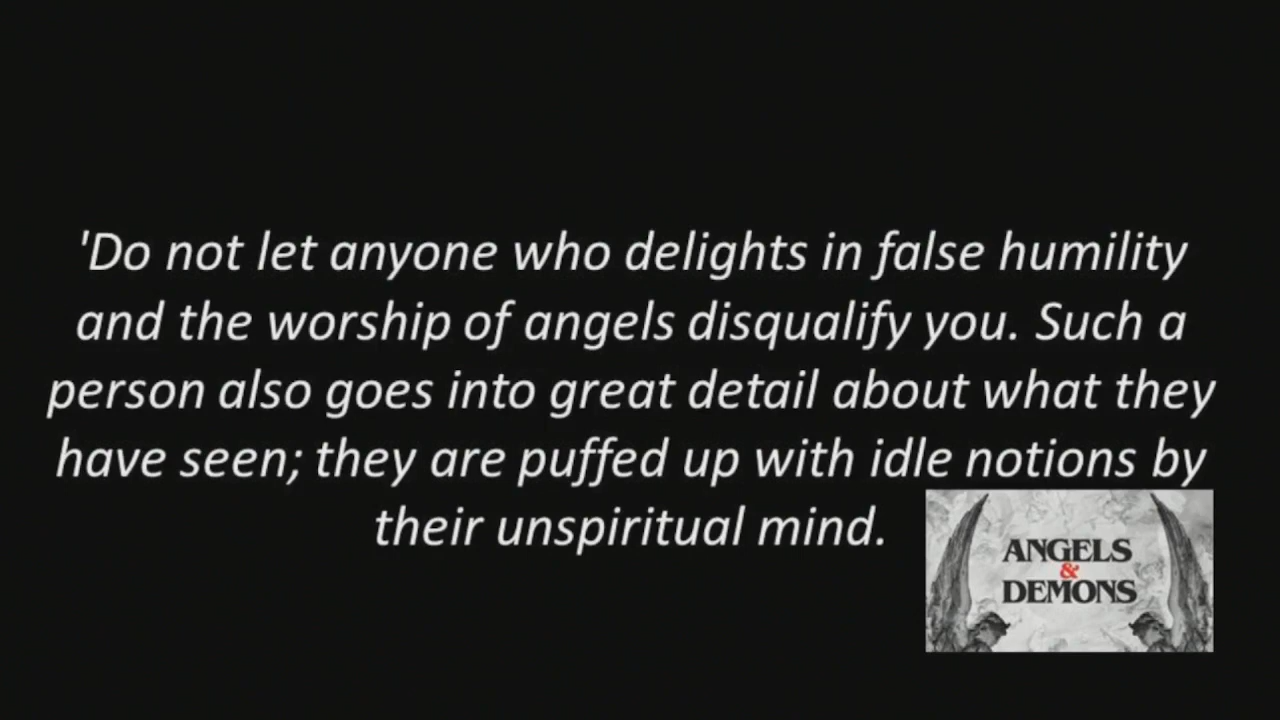 'Do not let anyone who delights in false humility
and the worship of angels disqualify you. Such a
person also goes into great detail about what they
have seen; they are puffed up with idle notions by
their unspiritual mind.
ANGELS
&
DEMONS